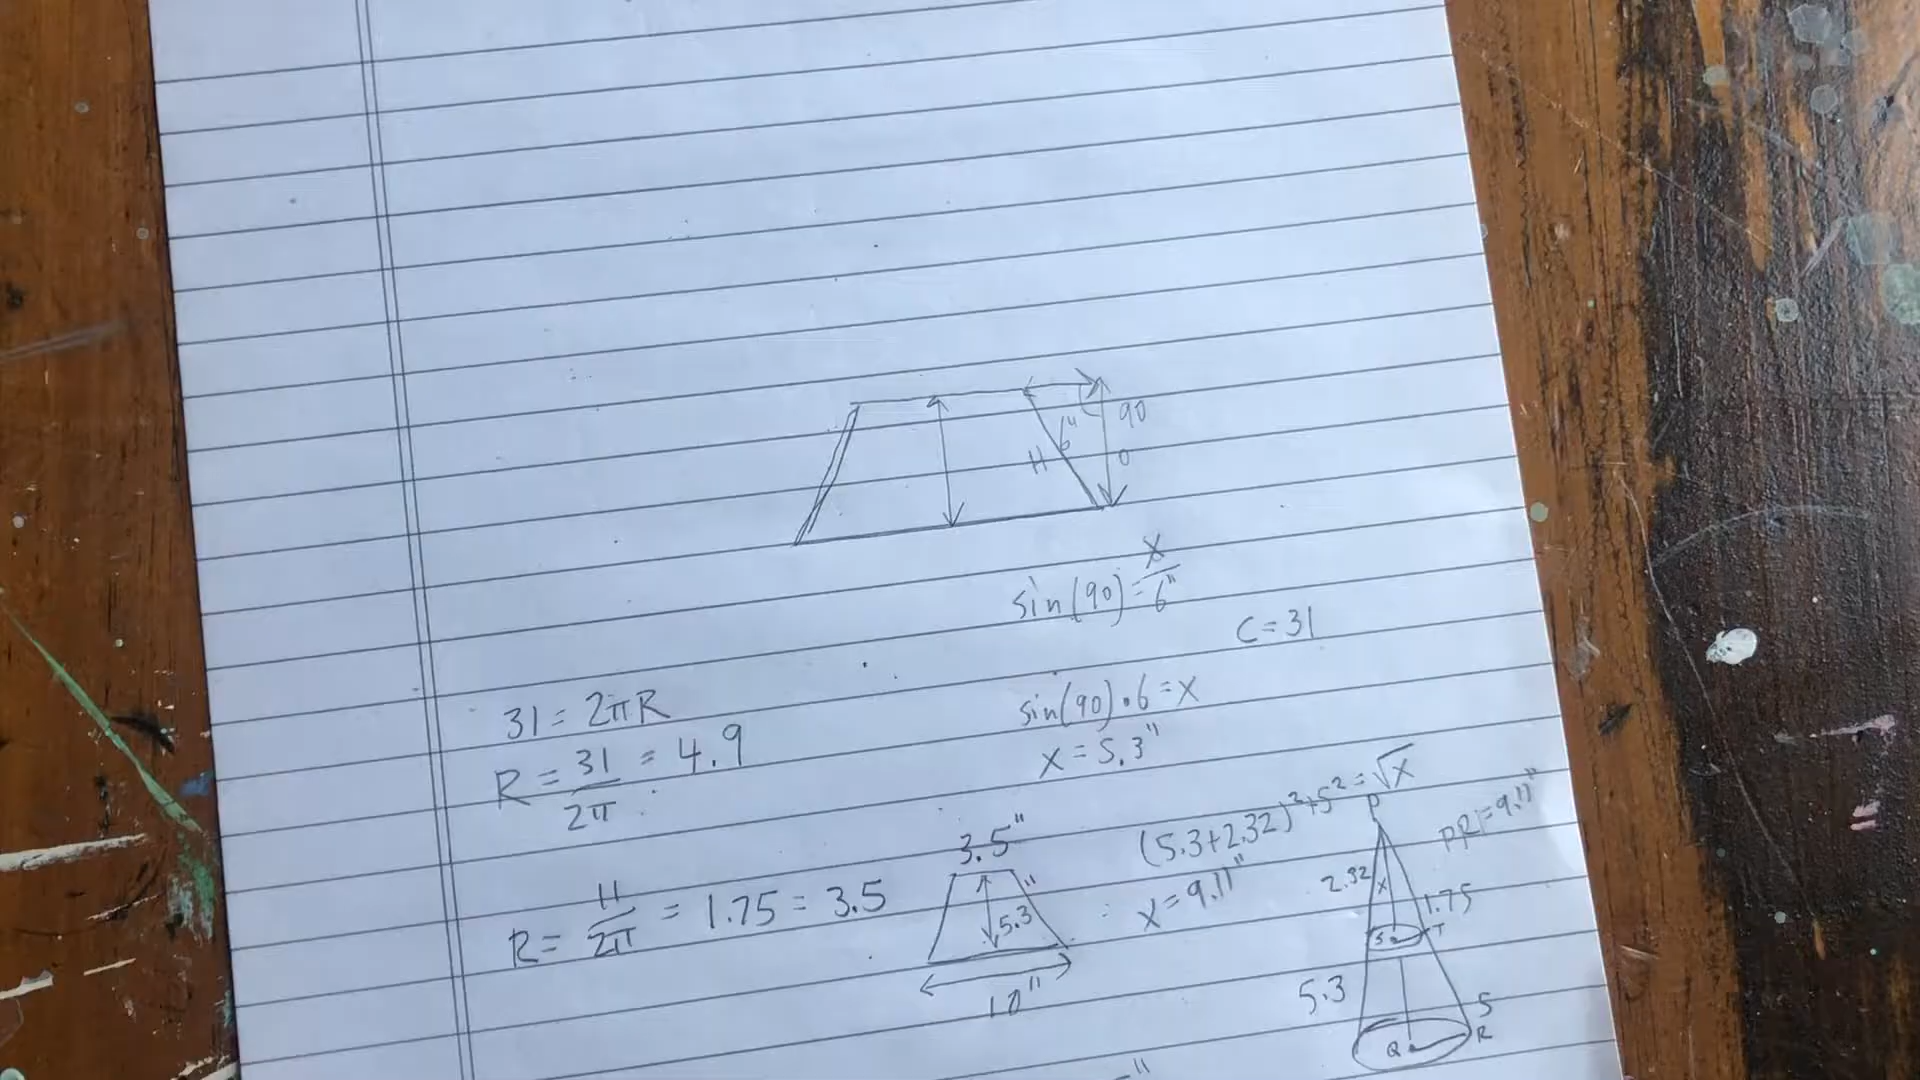 90
6"
H
O
sin(90) = X/6"
C = 31
31 = 2πR
sin(90) • 6 = X
R = 31/2π = 4.9
X = 5.3"
(5.3+2.32)²+5² = √X
P
PR = 9.11"
3.5"
X = 9.11"
2.32
X
1.75
R = 11/2π = 1.75 = 3.5
5.3
S
T
10"
5.3
5
Q
R
"